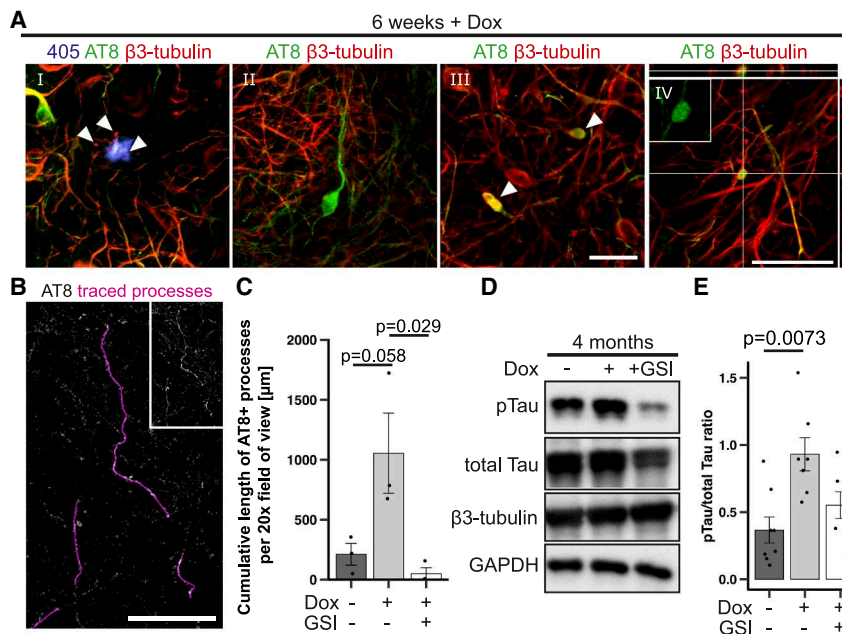 A
6 weeks + Dox
405 AT8 β3-tubulin
AT8 β3-tubulin
AT8 β3-tubulin
AT8 β3-tubulin
I
II
III
IV
B
AT8 traced processes
C
Cumulative length of AT8+ processes
per 20x field of view [µm]
p=0.029
p=0.058
2000
1500
1000
500
0
Dox - + +
GSI - - +
D
4 months
Dox - + +GSI
pTau
total Tau
β3-tubulin
GAPDH
E
p=0.0073
pTau/total Tau ratio
1.5
1.0
0.5
0.0
Dox - + +
GSI - - +